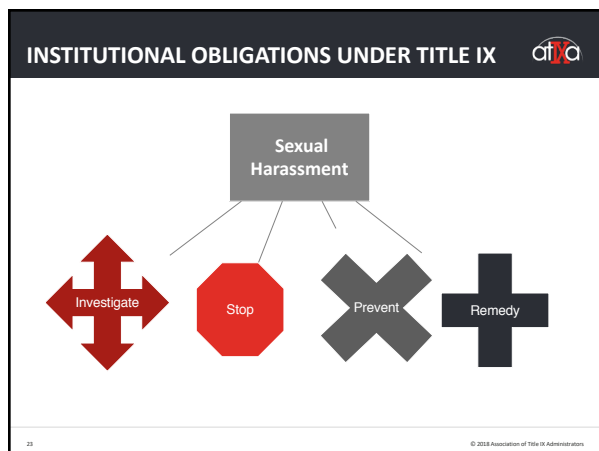 INSTITUTIONAL OBLIGATIONS UNDER TITLE IX
atIXa
Sexual
Harassment
Investigate
Stop
Prevent
Remedy
23
© 2018 Association of Title IX Administrators